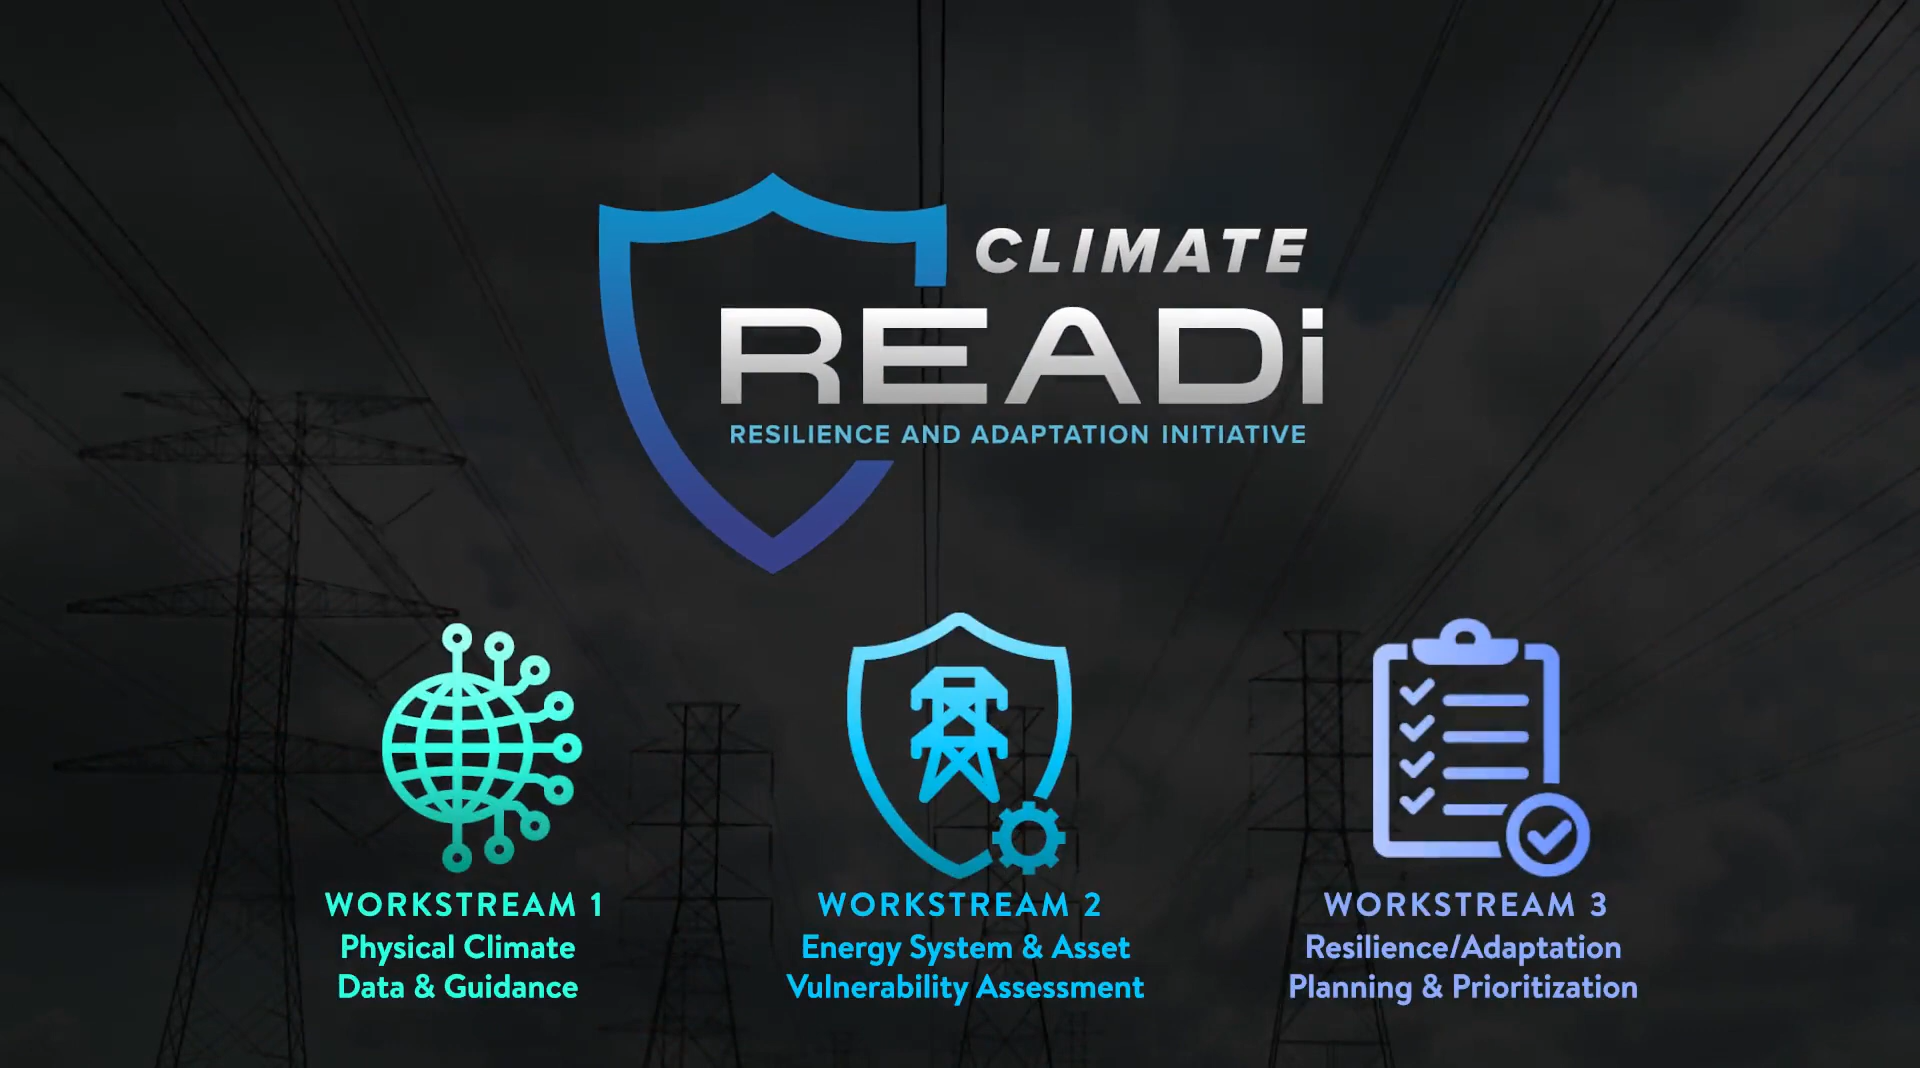 CLIMATE
READi
RESILIENCE AND ADAPTATION INITIATIVE
WORKSTREAM 1
Physical Climate
Data & Guidance
WORKSTREAM 2
Energy System & Asset
Vulnerability Assessment
WORKSTREAM 3
Resilience/Adaptation
Planning & Prioritization